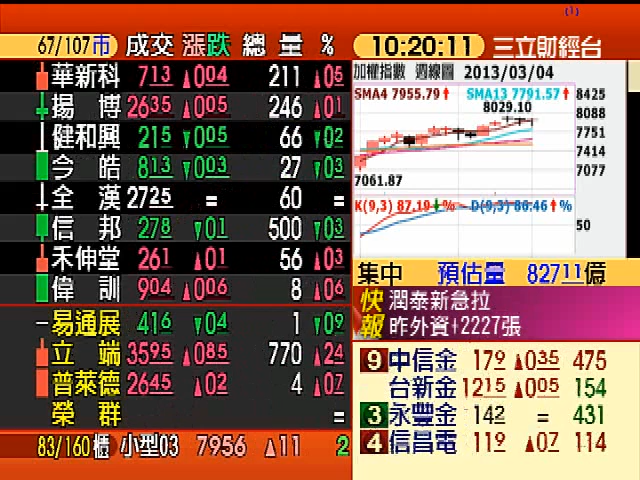 (1)
67/107市 成交 漲跌 總量 %
華新科 713 ▲004 211 ▲05
揚博 2635 ▲005 246 ▲01
健和興 215 ▼005 66 ▼02
今皓 813 ▼003 27 ▼03
全漢 2725 = 60 =
信邦 278 ▼01 500 ▼03
禾伸堂 261 ▲01 56 ▲03
偉訓 904 ▲006 8 ▲06
易通展 416 ▼04 1 ▼09
立端 3595 ▲085 770 ▲24
普萊德 2645 ▲02 4 ▲07
榮群 =
83/160櫃 小型03 7956 ▲11 2
10:20:11 三立財經台
加權指數 週線圖 2013/03/04
SMA4 7955.79↑ SMA13 7791.57↑
8029.10
8425
8088
7751
7414
7077
7061.87
K(9,3) 87.19↓% D(9,3) 86.46↑%
50
集中 預估量 82711億
快報 潤泰新急拉
昨外資+2227張
9 中信金 179 ▲035 475
台新金 1215 ▲005 154
3 永豐金 142 = 431
4 信昌電 119 ▲07 114